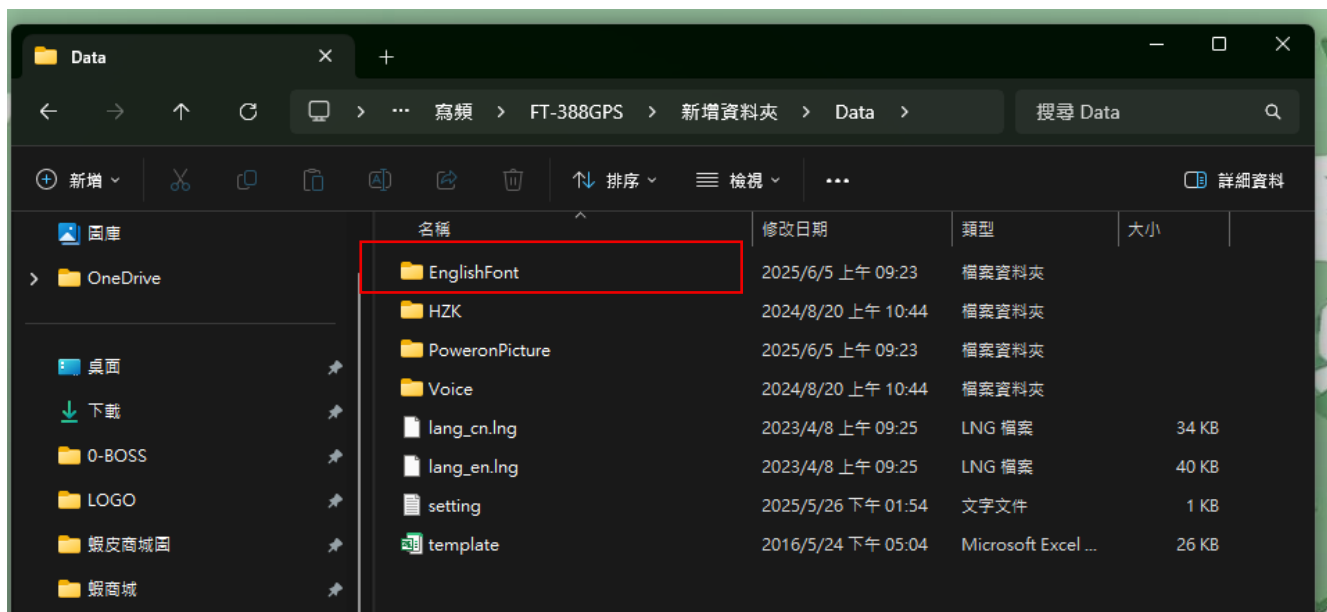 Data
寫頻 FT-388GPS 新增資料夾 Data 搜尋 Data
新增 排序 檢視 詳細資料
圖庫
OneDrive
桌面
下載
0-BOSS
LOGO
蝦皮商城圖
蝦商城
名稱 修改日期 類型 大小
EnglishFont 2025/6/5 上午 09:23 檔案資料夾
HZK 2024/8/20 上午 10:44 檔案資料夾
PoweronPicture 2025/6/5 上午 09:23 檔案資料夾
Voice 2024/8/20 上午 10:44 檔案資料夾
lang_cn.lng 2023/4/8 上午 09:25 LNG 檔案 34 KB
lang_en.lng 2023/4/8 上午 09:25 LNG 檔案 40 KB
setting 2025/5/26 下午 01:54 文字文件 1 KB
template 2016/5/24 下午 05:04 Microsoft Excel ... 26 KB